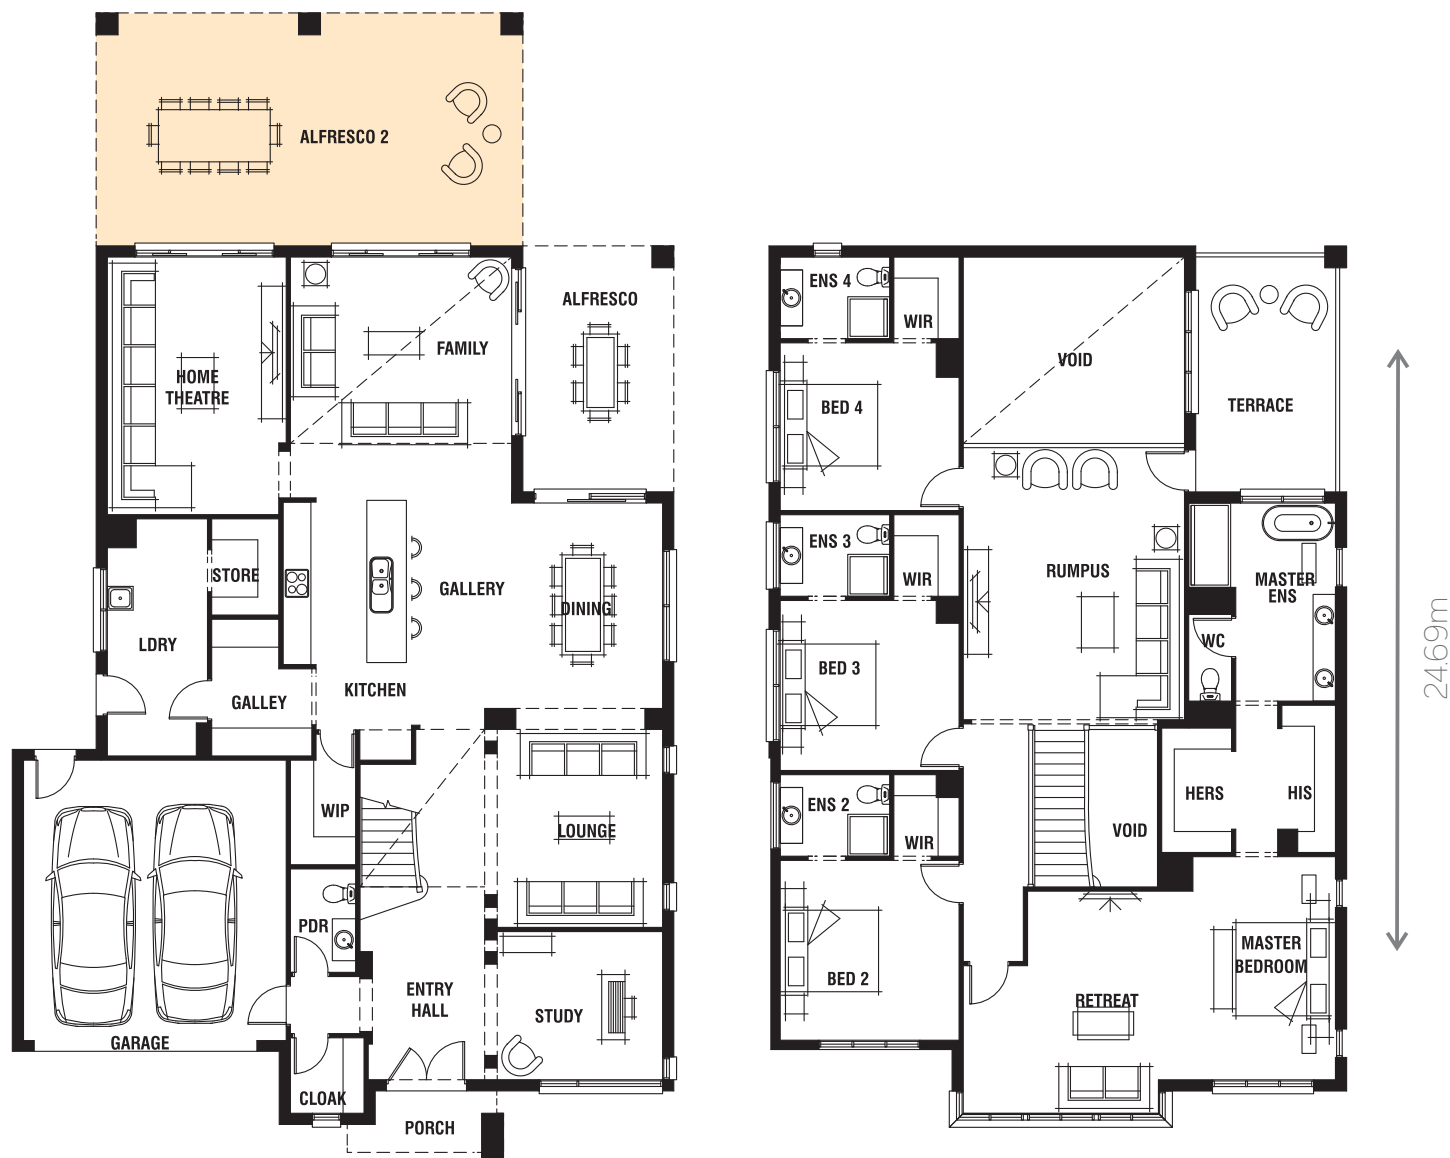 ALFRESCO 2
ALFRESCO
FAMILY
HOME
THEATRE
STORE
GALLERY
DINING
LDRY
GALLEY
KITCHEN
WIP
LOUNGE
PDR
ENTRY
HALL
STUDY
GARAGE
CLOAK
PORCH
ENS 4
WIR
VOID
TERRACE
BED 4
ENS 3
WIR
RUMPUS
MASTER
ENS
WC
BED 3
HERS
HIS
ENS 2
WIR
VOID
MASTER
BEDROOM
BED 2
RETREAT
24.69m